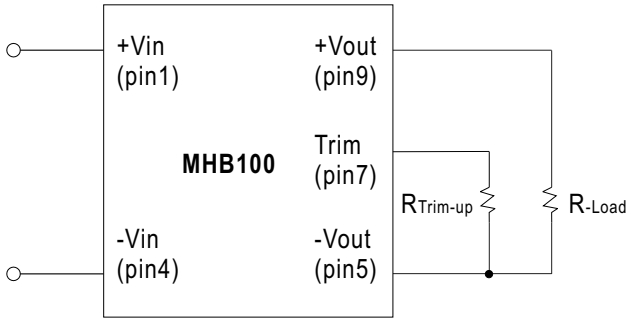 +Vin
(pin1)
+Vout
(pin9)
MHB100
Trim
(pin7)
RTrim-up
R-Load
-Vin
(pin4)
-Vout
(pin5)